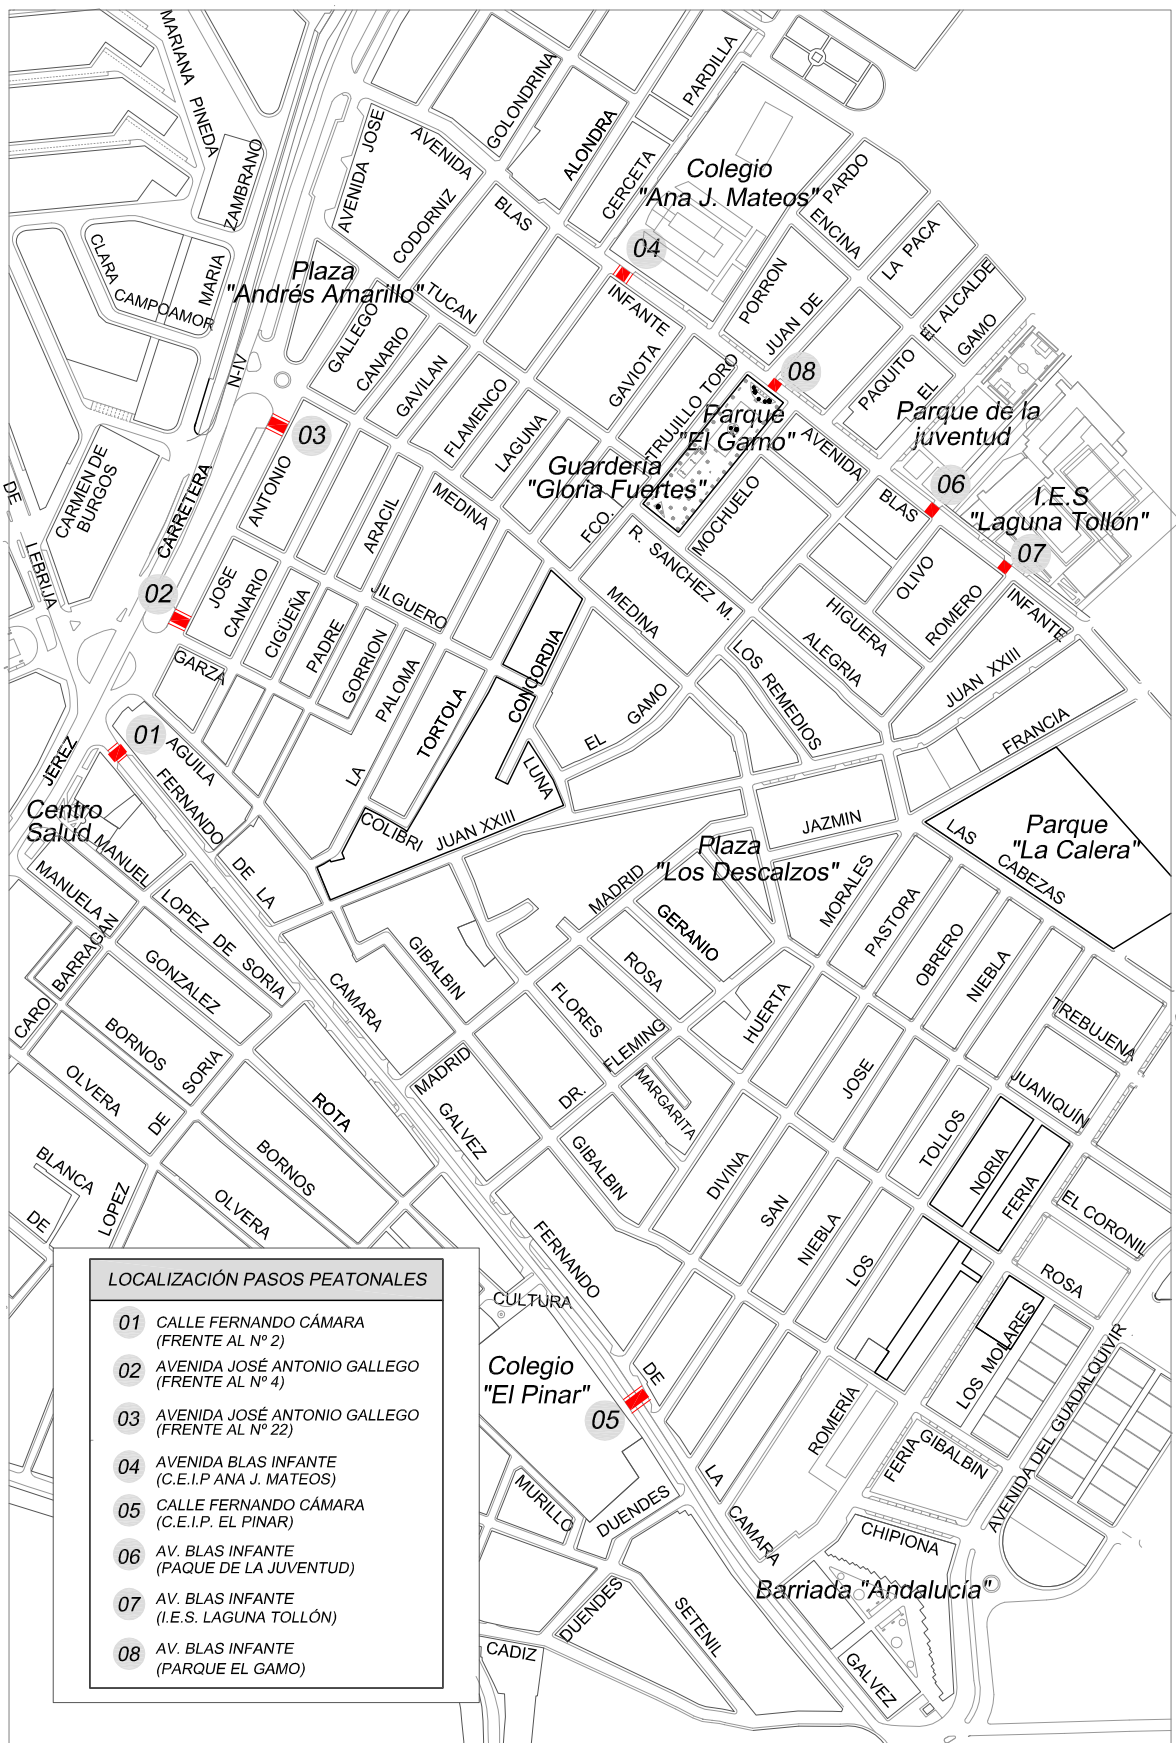 MARIANA PINEDA
ZAMBRANO
MARIA
CLARA
CAMPOAMOR
AVENIDA JOSE
AVENIDA
GOLONDRINA
ALONDRA
CERCETA
PARDILLA
CODORNIZ
BLAS
Colegio
"Ana J. Mateos"
PARDO
ENCINA
LA PACA
04
Plaza
"Andrés Amarillo"
TUCAN
INFANTE
PORRON
JUAN DE
EL ALCALDE
GAMO
GALLEGO
CANARIO
GAVILAN
FLAMENCO
LAGUNA
GAVIOTA
TRUJILLO TORO
08
PAQUITO
EL
N-IV
03
Parque
"El Gamo"
Parque de la
juventud
AVENIDA
BLAS
06
Guardería
"Gloria Fuertes"
I.E.S
"Laguna Tollón"
07
CARMEN DE
BURGOS
CARRETERA
ANTONIO
ARACIL
MEDINA
FCO.
R. SANCHEZ M.
MOCHUELO
DE
LEBRIJA
02
JOSE
CANARIO
CIGÜEÑA
PADRE
JILGUERO
GORRION
PALOMA
MEDINA
OLIVO
HIGUERA
ROMERO
INFANTE
ALEGRIA
GARZA
CONCORDIA
LOS REMEDIOS
JUAN XXIII
TORTOLA
GAMO
EL
FRANCIA
01
AGUILA
JEREZ
FERNANDO
LA
LUNA
Centro
Salud
COLIBRI
JUAN XXIII
JAZMIN
LAS CABEZAS
Parque
"La Calera"
Plaza
"Los Descalzos"
MANUEL
MANUELA
DE LA
LOPEZ DE SORIA
MADRID
MORALES
PASTORA
BARRAGAN
GONZALEZ
GIBALBIN
GERANIO
OBRERO
CARO
CAMARA
ROSA
NIEBLA
BORNOS
SORIA
FLORES
HUERTA
TREBUJENA
OLVERA
DE
MADRID
FLEMING
JOSE
JUANIQUÍN
ROTA
GALVEZ
DR.
MARGARITA
BLANCA
BORNOS
GIBALBIN
TOLLOS
NORIA
DE
LOPEZ
OLVERA
DIVINA
SAN
FERIA
EL CORONIL
FERNANDO
NIEBLA
LOS
ROSA
CULTURA
LOS MOLARES
AVENIDA DEL GUADALQUIVIR
Colegio
"El Pinar"
DE
05
ROMERÍA
FERIA
GIBALBIN
LA
MURILLO
DUENDES
CAMARA
CHIPIONA
Barriada "Andalucía"
DUENDES
SETENIL
CADIZ
GALVEZ
LOCALIZACIÓN PASOS PEATONALES
01 CALLE FERNANDO CÁMARA
(FRENTE AL Nº 2)
02 AVENIDA JOSÉ ANTONIO GALLEGO
(FRENTE AL Nº 4)
03 AVENIDA JOSÉ ANTONIO GALLEGO
(FRENTE AL Nº 22)
04 AVENIDA BLAS INFANTE
(C.E.I.P ANA J. MATEOS)
05 CALLE FERNANDO CÁMARA
(C.E.I.P. EL PINAR)
06 AV. BLAS INFANTE
(PAQUE DE LA JUVENTUD)
07 AV. BLAS INFANTE
(I.E.S. LAGUNA TOLLÓN)
08 AV. BLAS INFANTE
(PARQUE EL GAMO)